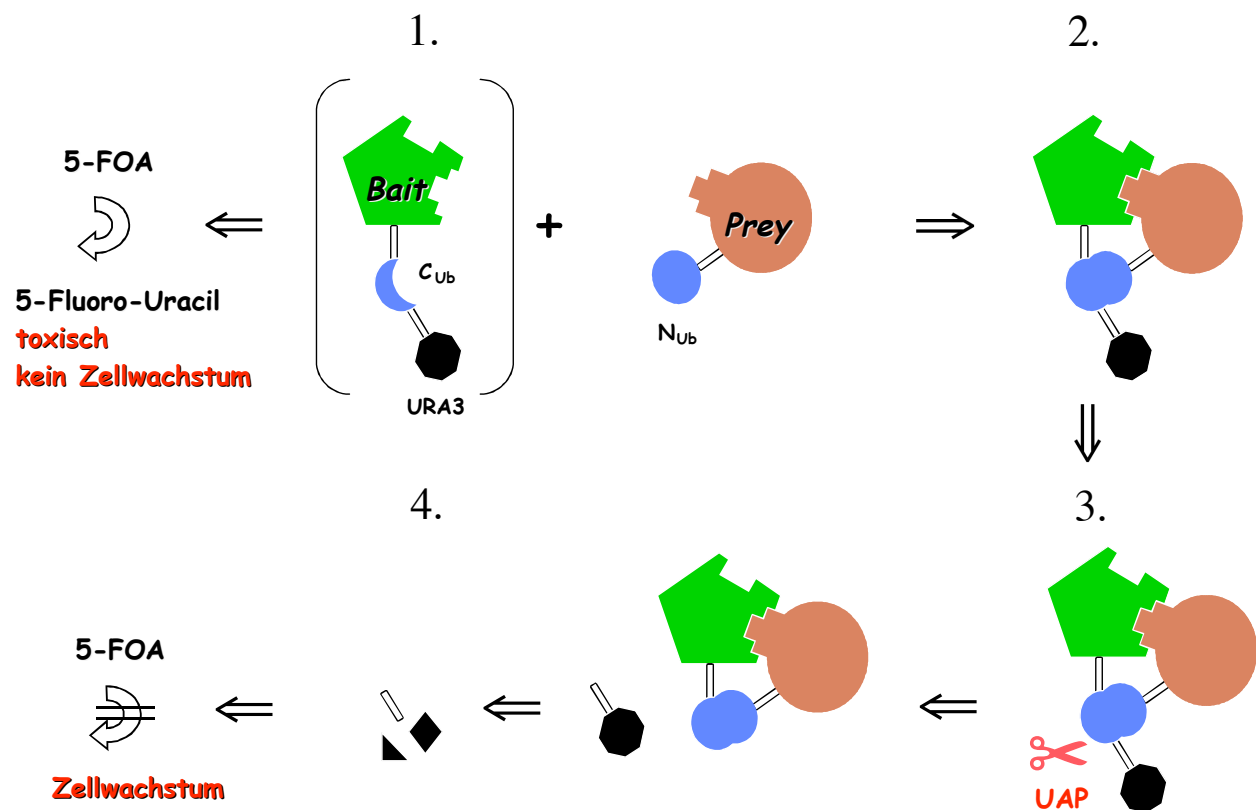 1.
2.
5-FOA
Bait
+
Prey
C Ub
5-Fluoro-Uracil
toxisch
kein Zellwachstum
N Ub
URA3
4.
3.
5-FOA
Zellwachstum
UAP